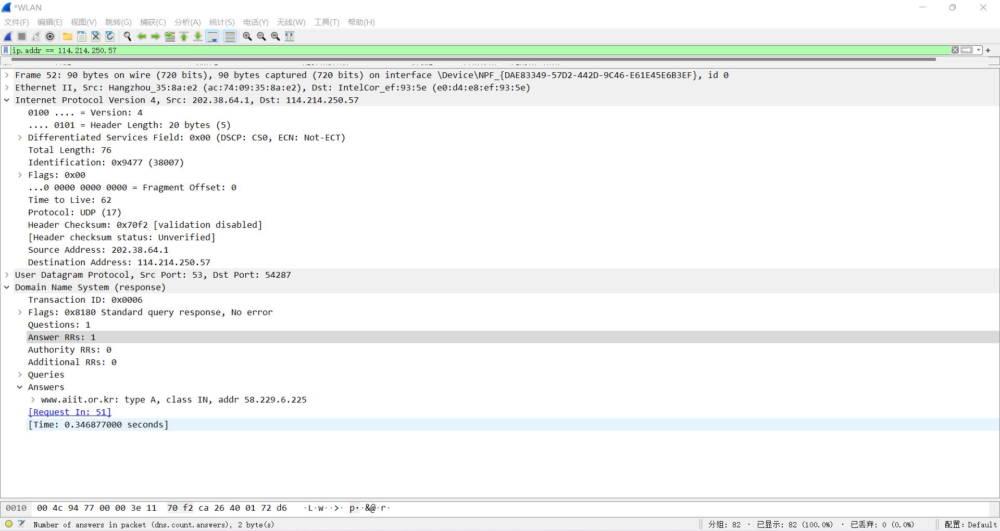 *WLAN
文件(F) 编辑(E) 视图(V) 跳转(G) 捕获(C) 分析(A) 统计(S) 电话(Y) 无线(W) 工具(T) 帮助(H)
ip.addr == 114.214.250.57
Frame 52: 90 bytes on wire (720 bits), 90 bytes captured (720 bits) on interface \Device\NPF_{DAE83349-57D2-442D-9C46-E61E45E6B3EF}, id 0
Ethernet II, Src: Hangzhou_35:8a:e2 (ac:74:09:35:8a:e2), Dst: IntelCor_ef:93:5e (e0:d4:e8:ef:93:5e)
Internet Protocol Version 4, Src: 202.38.64.1, Dst: 114.214.250.57
0100 .... = Version: 4
.... 0101 = Header Length: 20 bytes (5)
Differentiated Services Field: 0x00 (DSCP: CS0, ECN: Not-ECT)
Total Length: 76
Identification: 0x9477 (38007)
Flags: 0x00
...0 0000 0000 0000 = Fragment Offset: 0
Time to Live: 62
Protocol: UDP (17)
Header Checksum: 0x70f2 [validation disabled]
[Header checksum status: Unverified]
Source Address: 202.38.64.1
Destination Address: 114.214.250.57
User Datagram Protocol, Src Port: 53, Dst Port: 54287
Domain Name System (response)
Transaction ID: 0x0006
Flags: 0x8180 Standard query response, No error
Questions: 1
Answer RRs: 1
Authority RRs: 0
Additional RRs: 0
Queries
Answers
www.aiit.or.kr: type A, class IN, addr 58.229.6.225
[Request In: 51]
[Time: 0.346877000 seconds]
0010 00 4c 94 77 00 00 3e 11 70 f2 ca 26 40 01 72 d6 ·L·w··>· p··&@·r·
Number of answers in packet (dns.count.answers), 2 byte(s) 分组: 82 · 已显示: 82 (100.0%) · 已丢弃: 0 (0.0%) 配置: Default